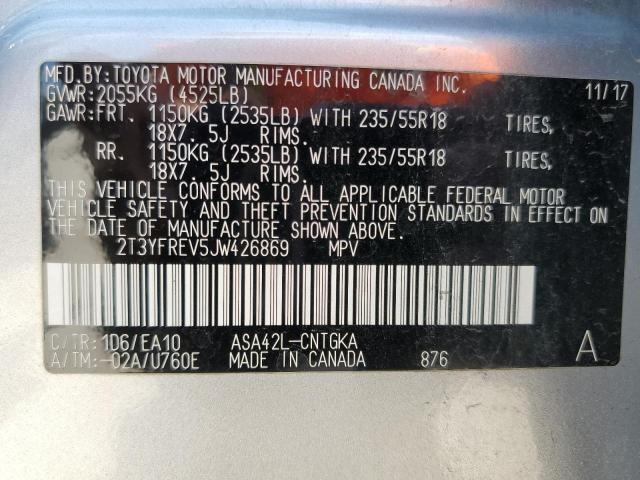 MFD.BY:TOYOTA MOTOR MANUFACTURING CANADA INC. 11/17
GVWR:2055KG (4525LB)
GAWR:FRT. 1150KG (2535LB) WITH 235/55R18 TIRES,
18X7. 5J RIMS.
RR. 1150KG (2535LB) WITH 235/55R18 TIRES,
18X7. 5J RIMS.
THIS VEHICLE CONFORMS TO ALL APPLICABLE FEDERAL MOTOR
VEHICLE SAFETY AND THEFT PREVENTION STANDARDS IN EFFECT ON
THE DATE OF MANUFACTURE SHOWN ABOVE.
2T3YFREV5JW426869 MPV
C/TR:1D6/EA10 ASA42L-CNTGKA A
A/TM:-02A/U760E MADE IN CANADA 876